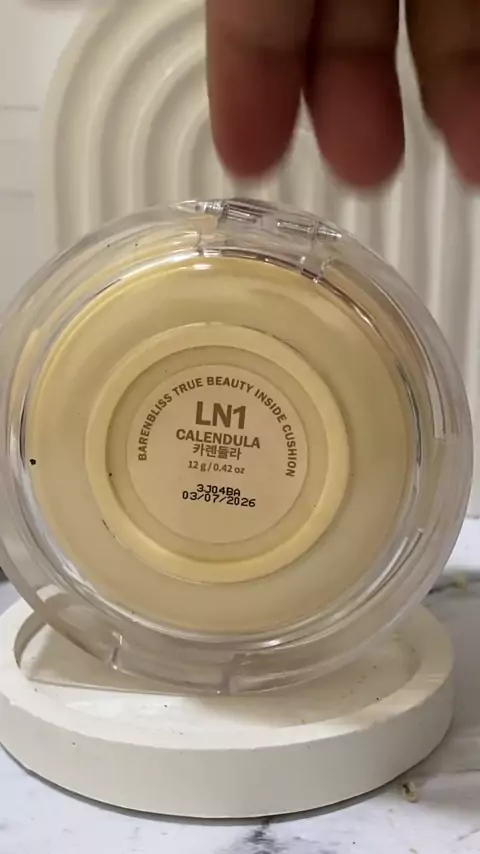 BARENBLISS TRUE BEAUTY INSIDE CUSHION
LN1
CALENDULA
카렌듈라
12 g / 0.42 oz
3J04BA
03/07/2026